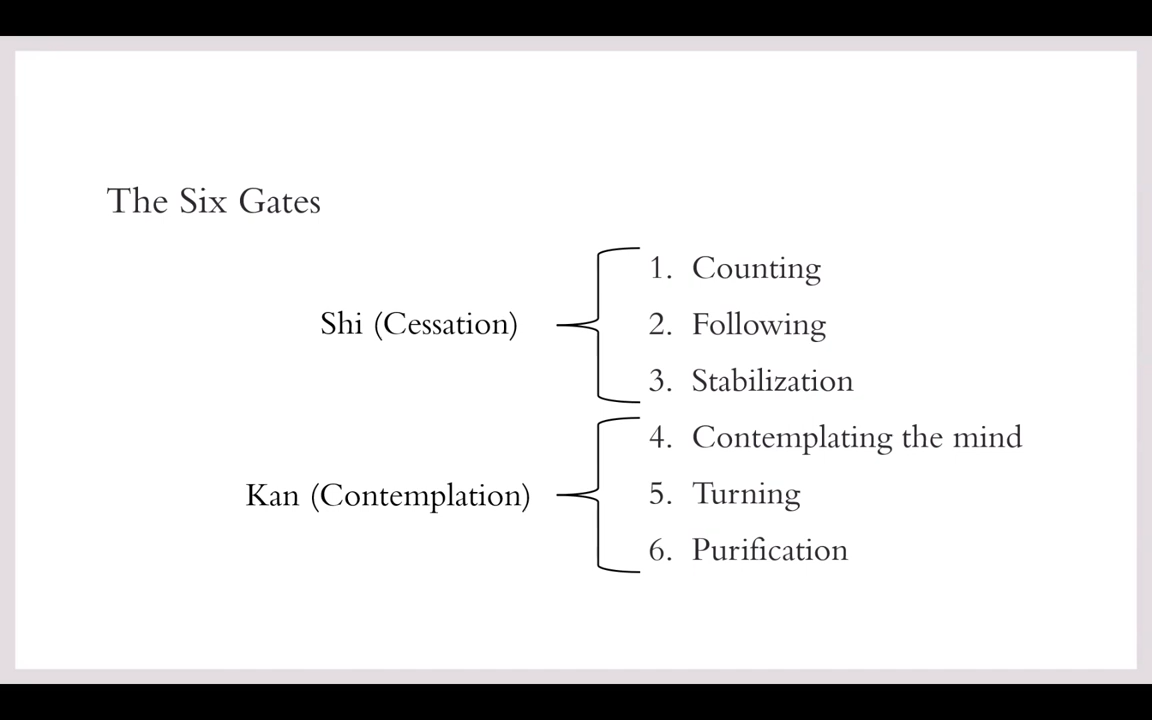 The Six Gates
Shi (Cessation)
1. Counting
2. Following
3. Stabilization
Kan (Contemplation)
4. Contemplating the mind
5. Turning
6. Purification